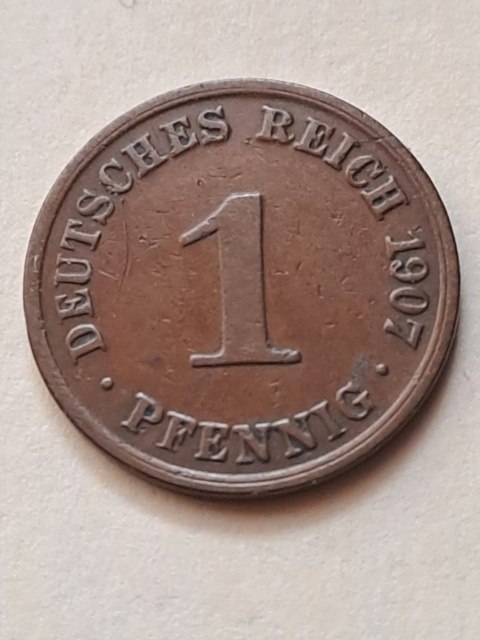 DEUTSCHES REICH 1907
1
· PFENNIG ·